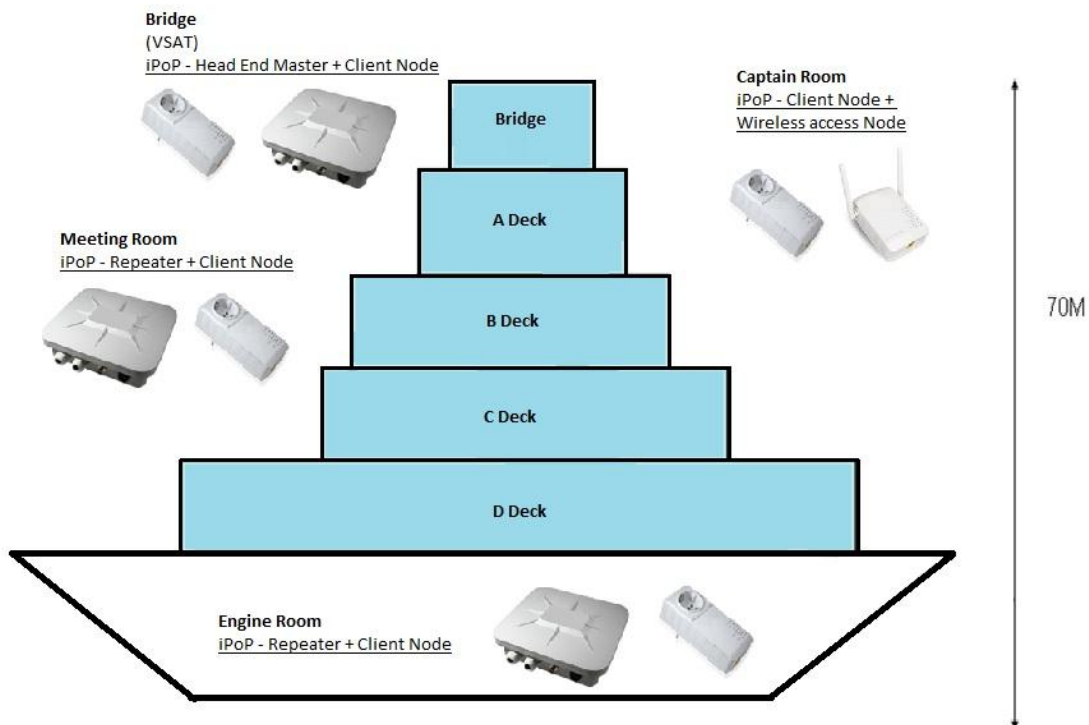 Bridge
(VSAT)
iPoP - Head End Master + Client Node
Captain Room
iPoP - Client Node +
Wireless access Node
Bridge
A Deck
Meeting Room
iPoP - Repeater + Client Node
B Deck
70M
C Deck
D Deck
Engine Room
iPoP - Repeater + Client Node